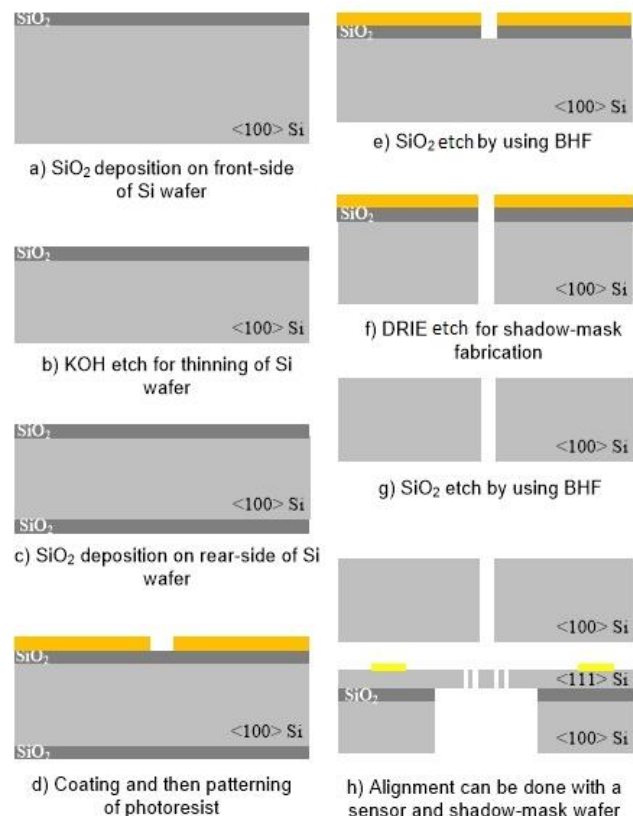 SiO₂
<100> Si
a) SiO₂ deposition on front-side
of Si wafer
SiO₂
<100> Si
b) KOH etch for thinning of Si
wafer
SiO₂
<100> Si
SiO₂
c) SiO₂ deposition on rear-side of Si
wafer
SiO₂
<100> Si
SiO₂
d) Coating and then patterning
of photoresist
SiO₂
<100> Si
e) SiO₂ etch by using BHF
SiO₂
<100> Si
f) DRIE etch for shadow-mask
fabrication
<100> Si
g) SiO₂ etch by using BHF
<100> Si
<111> Si
SiO₂
<100> Si
h) Alignment can be done with a
sensor and shadow-mask wafer